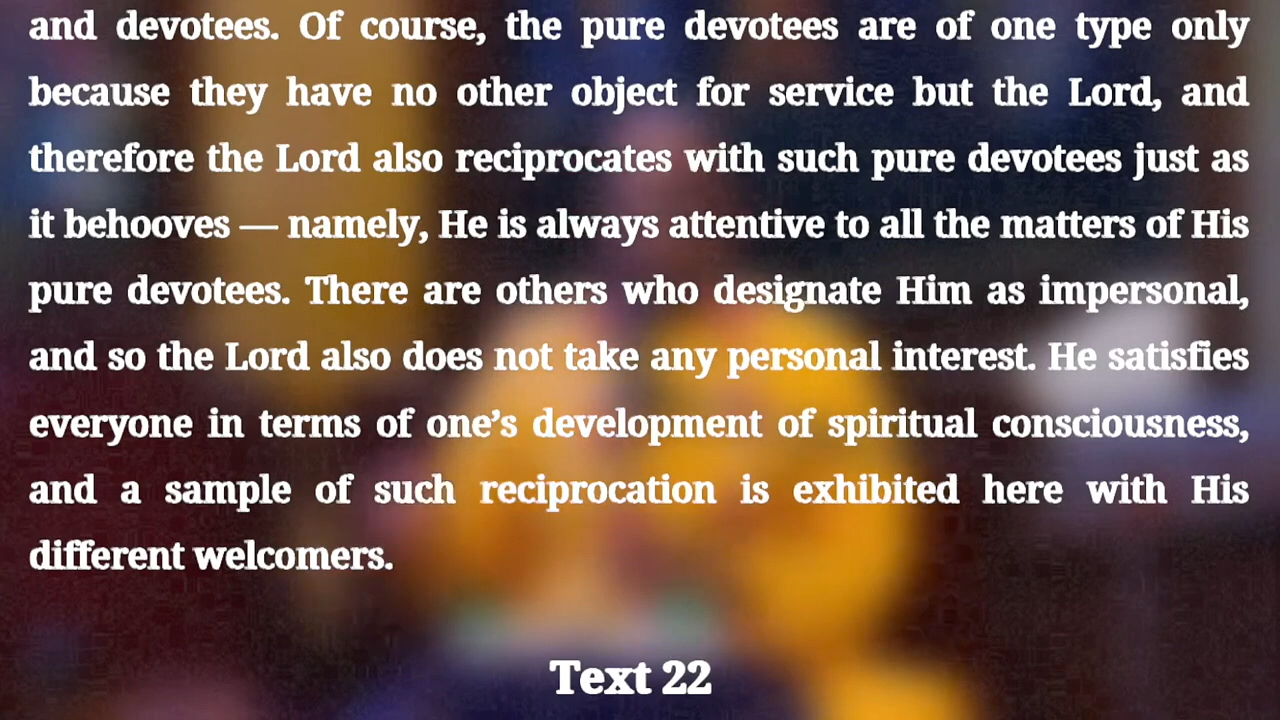 and devotees. Of course, the pure devotees are of one type only
because they have no other object for service but the Lord, and
therefore the Lord also reciprocates with such pure devotees just as
it behooves — namely, He is always attentive to all the matters of His
pure devotees. There are others who designate Him as impersonal,
and so the Lord also does not take any personal interest. He satisfies
everyone in terms of one’s development of spiritual consciousness,
and a sample of such reciprocation is exhibited here with His
different welcomers.
Text 22